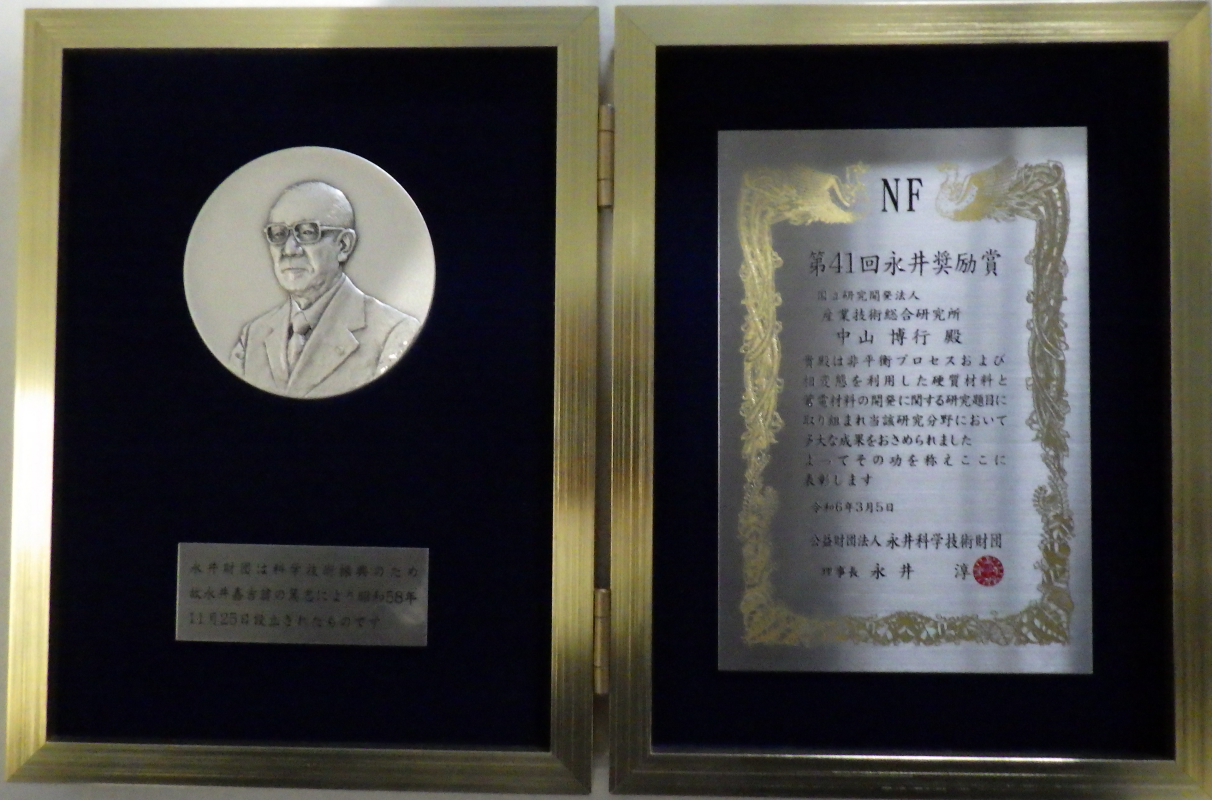 永井財団は科学技術振興のため
故永井嘉吉翁の篤志により昭和58年
11月25日設立されたものです
NF
第41回永井奨励賞
国立研究開発法人
産業技術総合研究所
中山 博行 殿
貴殿は非平衡プロセスおよび
相変態を利用した硬質材料と
蓄電材料の開発に関する研究題目に
取り組まれ当該研究分野において
多大な成果をおさめられました
よってその功を称えここに
表彰します
令和6年3月5日
公益財団法人 永井科学技術財団
理事長 永井 淳